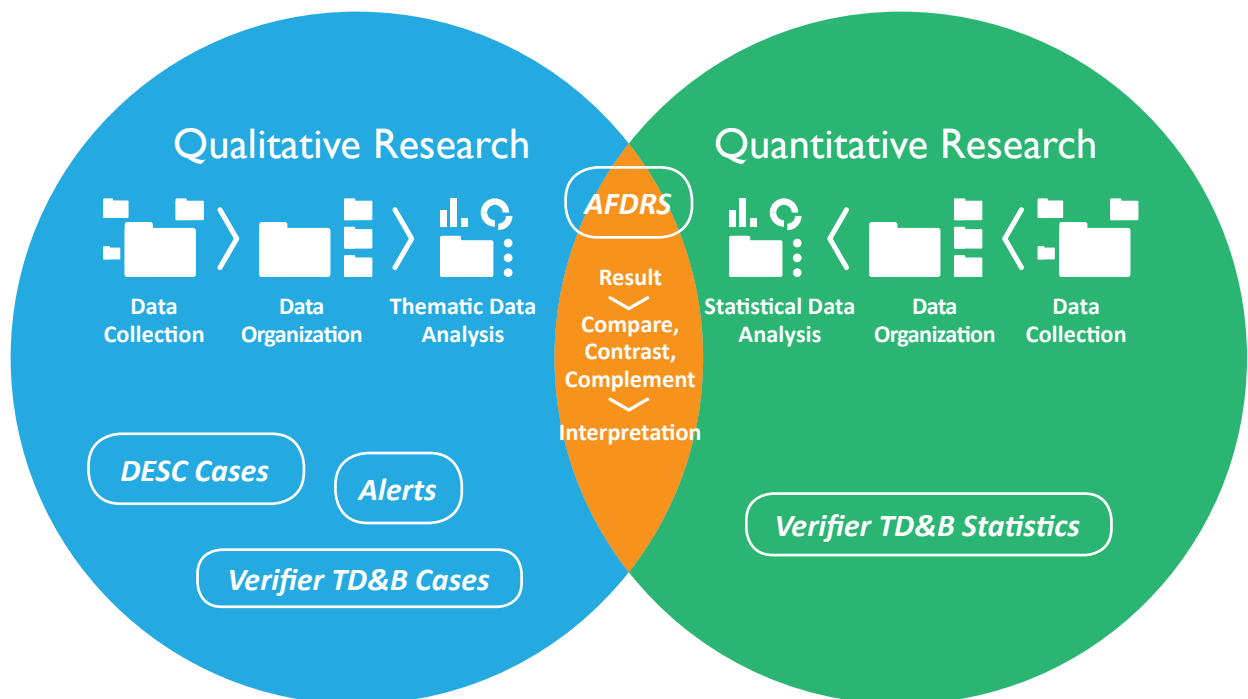 Qualitative Research
Data
Collection
Data
Organization
Thematic Data
Analysis
DESC Cases
Alerts
Verifier TD&B Cases
AFDRS
Result
Compare,
Contrast,
Complement
Interpretation
Quantitative Research
Statistical Data
Analysis
Data
Organization
Data
Collection
Verifier TD&B Statistics